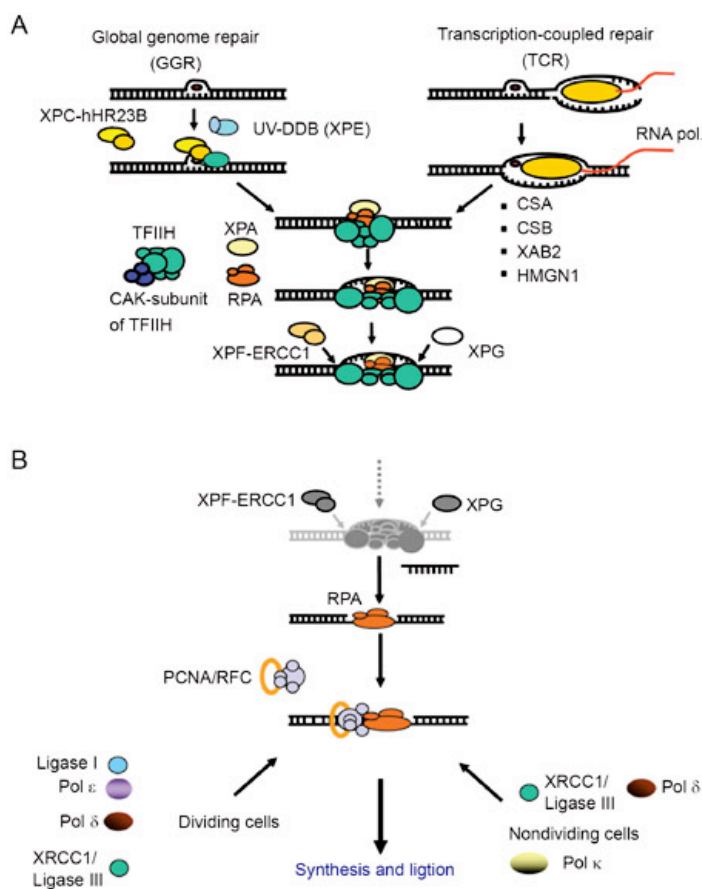 A
Global genome repair
(GGR)
Transcription-coupled repair
(TCR)
XPC-hHR23B
UV-DDB (XPE)
RNA pol.
CSA
CSB
XAB2
HMGN1
TFIIH
XPA
CAK-subunit
of TFIIH
RPA
XPF-ERCC1
XPG
B
XPF-ERCC1
XPG
RPA
PCNA/RFC
Ligase I
Pol ε
Pol δ
XRCC1/
Ligase III
Dividing cells
XRCC1/
Ligase III
Pol δ
Nondividing cells
Pol κ
Synthesis and ligtion